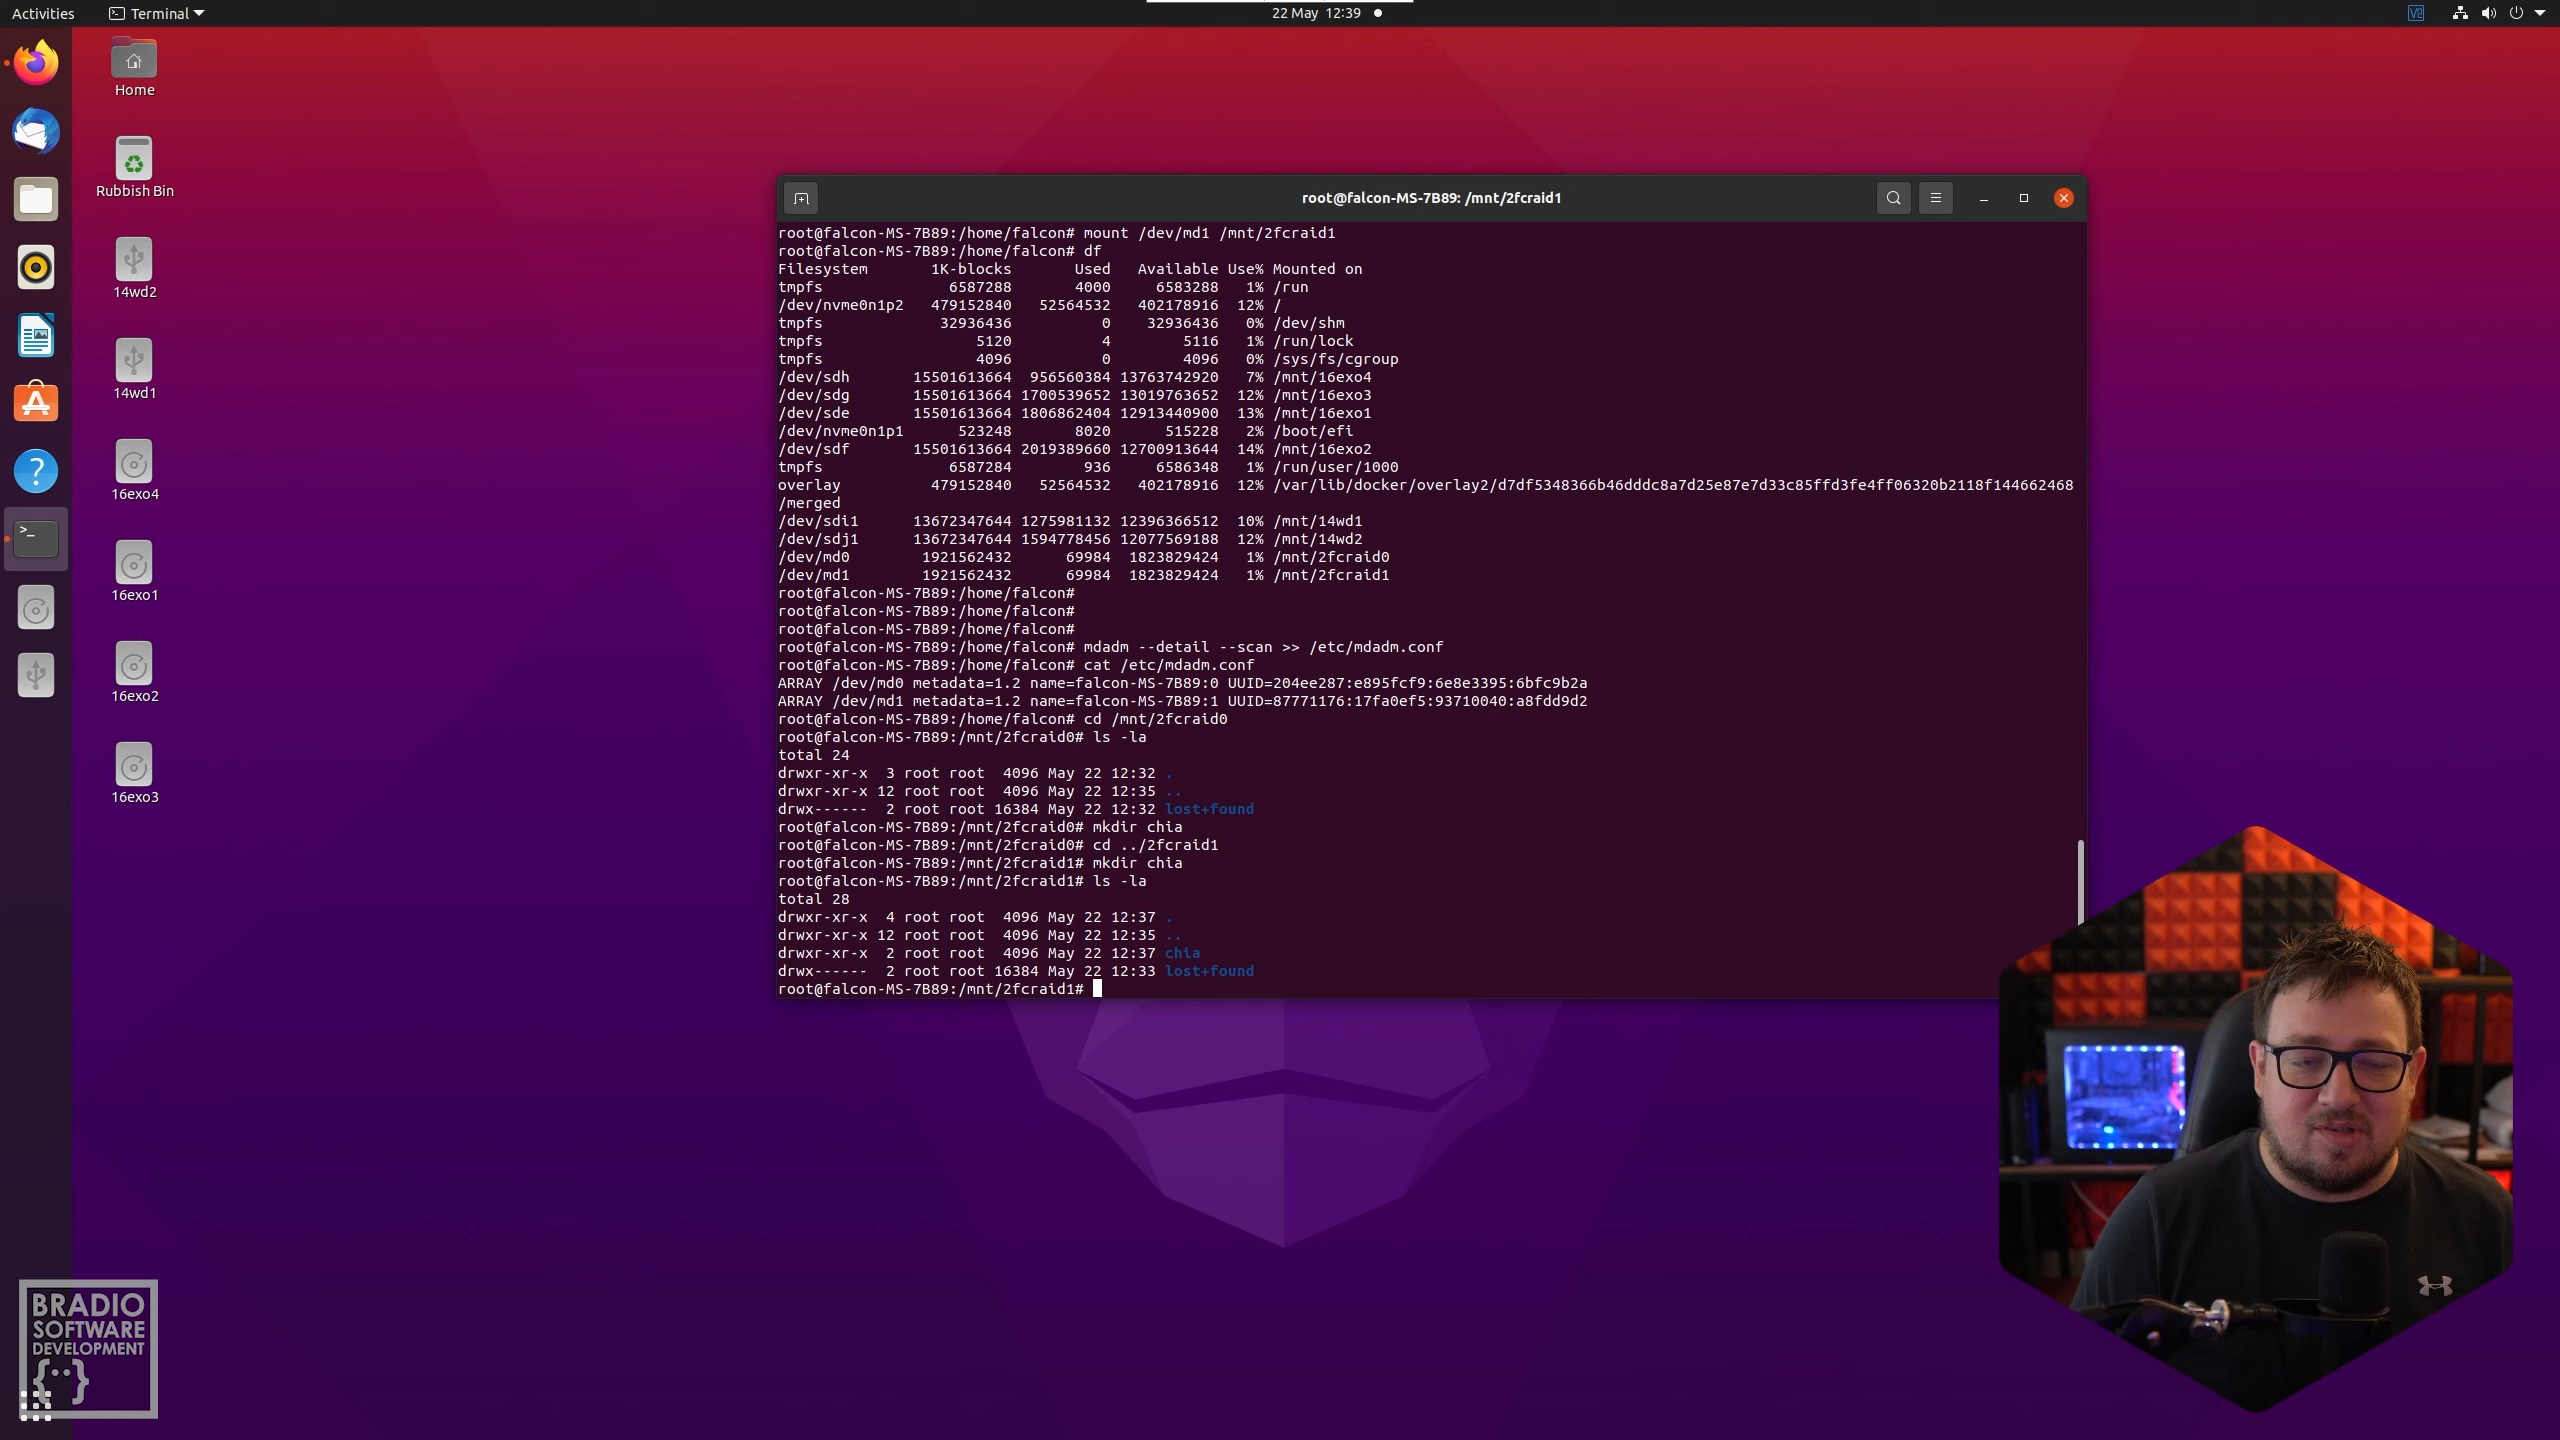 Activities
Terminal
22 May 12:39
V2
Home
Rubbish Bin
14wd2
14wd1
16exo4
16exo1
16exo2
16exo3
root@falcon-MS-7B89: /mnt/2fcraid1
root@falcon-MS-7B89:/home/falcon# mount /dev/md1 /mnt/2fcraid1
root@falcon-MS-7B89:/home/falcon# df
Filesystem 1K-blocks Used Available Use% Mounted on
tmpfs 6587288 4000 6583288 1% /run
/dev/nvme0n1p2 479152840 52564532 402178916 12% /
tmpfs 32936436 0 32936436 0% /dev/shm
tmpfs 5120 4 5116 1% /run/lock
tmpfs 4096 0 4096 0% /sys/fs/cgroup
/dev/sdh 15501613664 956560384 13763742920 7% /mnt/16exo4
/dev/sdg 15501613664 1700539652 13019763652 12% /mnt/16exo3
/dev/sde 15501613664 1806862404 12913440900 13% /mnt/16exo1
/dev/nvme0n1p1 523248 8020 515228 2% /boot/efi
/dev/sdf 15501613664 2019389660 12700913644 14% /mnt/16exo2
tmpfs 6587284 936 6586348 1% /run/user/1000
overlay 479152840 52564532 402178916 12% /var/lib/docker/overlay2/d7df5348366b46dddc8a7d25e87e7d33c85ffd3fe4ff06320b2118f144662468
/merged
/dev/sdi1 13672347644 1275981132 12396366512 10% /mnt/14wd1
/dev/sdj1 13672347644 1594778456 12077569188 12% /mnt/14wd2
/dev/md0 1921562432 69984 1823829424 1% /mnt/2fcraid0
/dev/md1 1921562432 69984 1823829424 1% /mnt/2fcraid1
root@falcon-MS-7B89:/home/falcon#
root@falcon-MS-7B89:/home/falcon#
root@falcon-MS-7B89:/home/falcon#
root@falcon-MS-7B89:/home/falcon# mdadm --detail --scan >> /etc/mdadm.conf
root@falcon-MS-7B89:/home/falcon# cat /etc/mdadm.conf
ARRAY /dev/md0 metadata=1.2 name=falcon-MS-7B89:0 UUID=204ee287:e895fcf9:6e8e3395:6bfc9b2a
ARRAY /dev/md1 metadata=1.2 name=falcon-MS-7B89:1 UUID=87771176:17fa0ef5:93710040:a8fdd9d2
root@falcon-MS-7B89:/home/falcon# cd /mnt/2fcraid0
root@falcon-MS-7B89:/mnt/2fcraid0# ls -la
total 24
drwxr-xr-x 3 root root 4096 May 22 12:32 .
drwxr-xr-x 12 root root 4096 May 22 12:35 ..
drwx------ 2 root root 16384 May 22 12:32 lost+found
root@falcon-MS-7B89:/mnt/2fcraid0# mkdir chia
root@falcon-MS-7B89:/mnt/2fcraid0# cd ../2fcraid1
root@falcon-MS-7B89:/mnt/2fcraid1# mkdir chia
root@falcon-MS-7B89:/mnt/2fcraid1# ls -la
total 28
drwxr-xr-x 4 root root 4096 May 22 12:37 .
drwxr-xr-x 12 root root 4096 May 22 12:35 ..
drwxr-xr-x 2 root root 4096 May 22 12:37 chia
drwx------ 2 root root 16384 May 22 12:33 lost+found
root@falcon-MS-7B89:/mnt/2fcraid1#
BRADIO
SOFTWARE
DEVELOPMENT
{··}